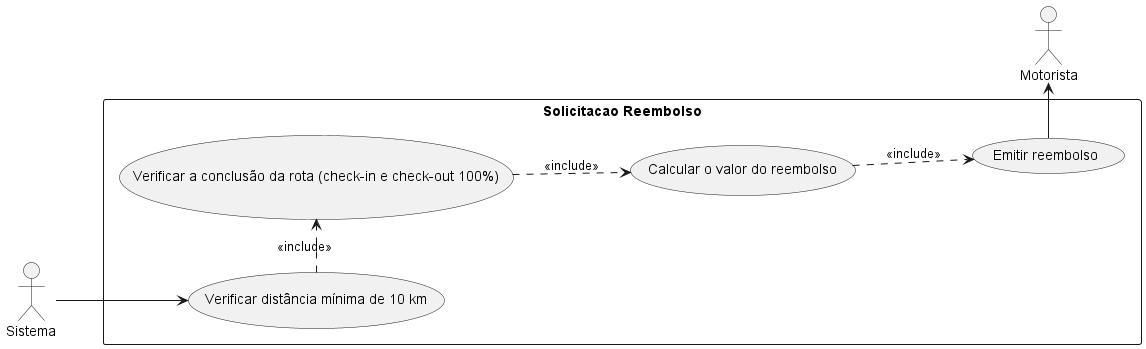 Motorista
Solicitacao Reembolso
Verificar a conclusão da rota (check-in e check-out 100%)
«include»
Calcular o valor do reembolso
«include»
Emitir reembolso
«include»
Sistema
Verificar distância mínima de 10 km